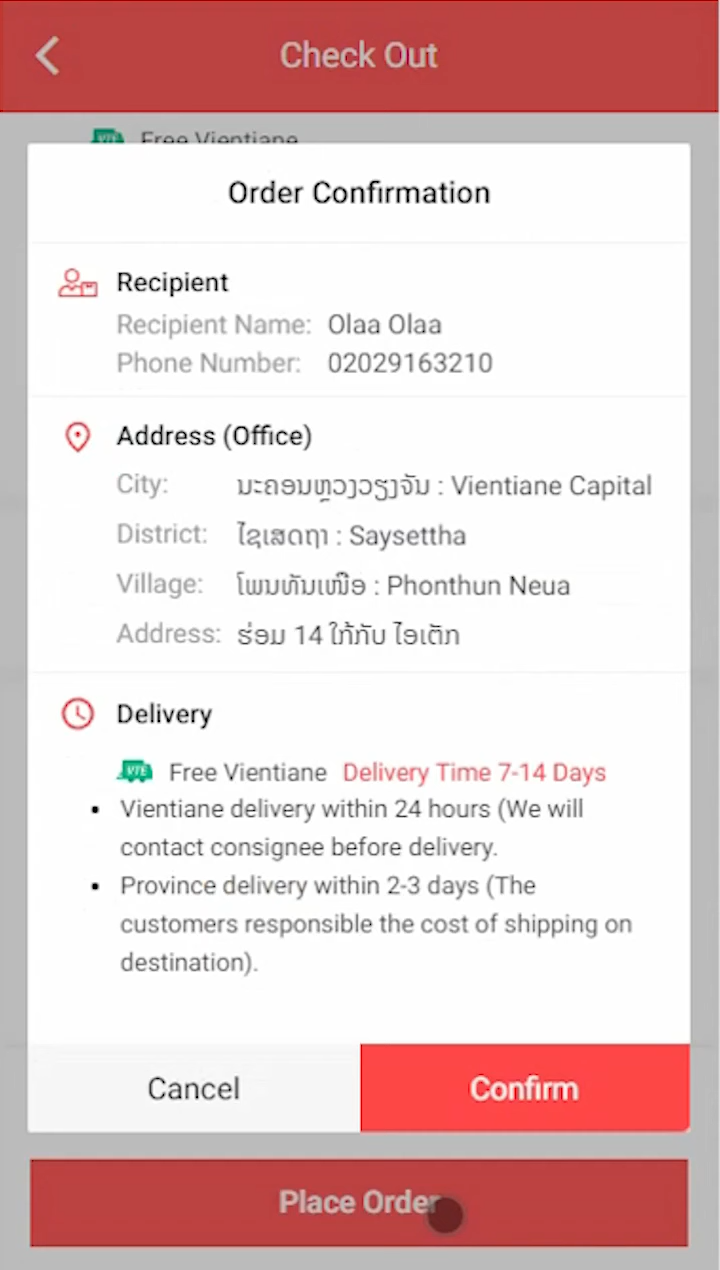 Check Out
VTE Free Vientiane
Order Confirmation
Recipient
Recipient Name: Olaa Olaa
Phone Number: 02029163210
Address (Office)
City: ນະຄອນຫຼວງວຽງຈັນ : Vientiane Capital
District: ໄຊເສດຖາ : Saysettha
Village: ໂພນທັນເໜືອ : Phonthun Neua
Address: ຮ່ອມ 14 ໃກ້ກັບ ໄອເຕັກ
Delivery
VTE Free Vientiane Delivery Time 7-14 Days
• Vientiane delivery within 24 hours (We will
contact consignee before delivery.
• Province delivery within 2-3 days (The
customers responsible the cost of shipping on
destination).
Cancel Confirm
Place Order